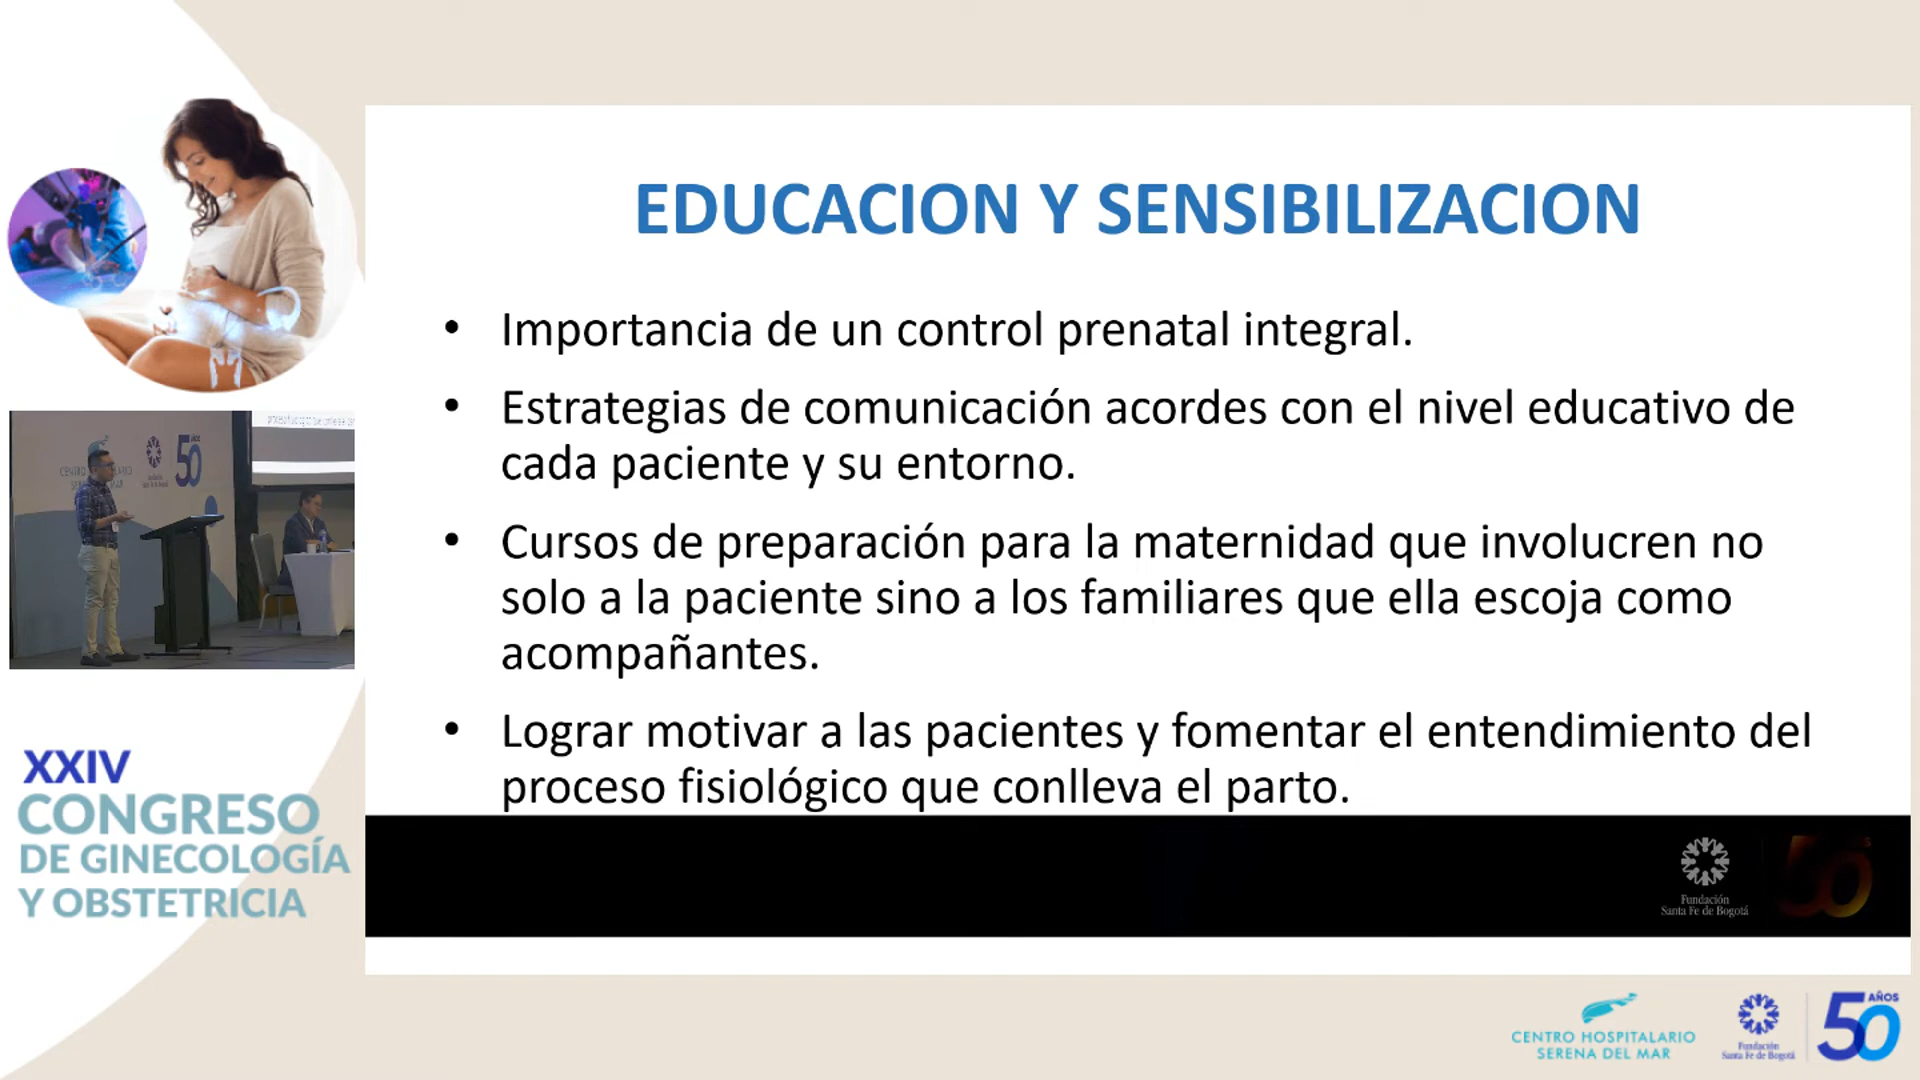 EDUCACION Y SENSIBILIZACION
• Importancia de un control prenatal integral.
• Estrategias de comunicación acordes con el nivel educativo de
cada paciente y su entorno.
• Cursos de preparación para la maternidad que involucren no
solo a la paciente sino a los familiares que ella escoja como
acompañantes.
• Lograr motivar a las pacientes y fomentar el entendimiento del
proceso fisiológico que conlleva el parto.
AÑOS
50
XXIV
CONGRESO
DE GINECOLOGÍA
Y OBSTETRICIA
Fundación
Santa Fe de Bogotá
50
CENTRO HOSPITALARIO
SERENA DEL MAR
Fundación
Santa Fe de Bogotá
AÑOS
50